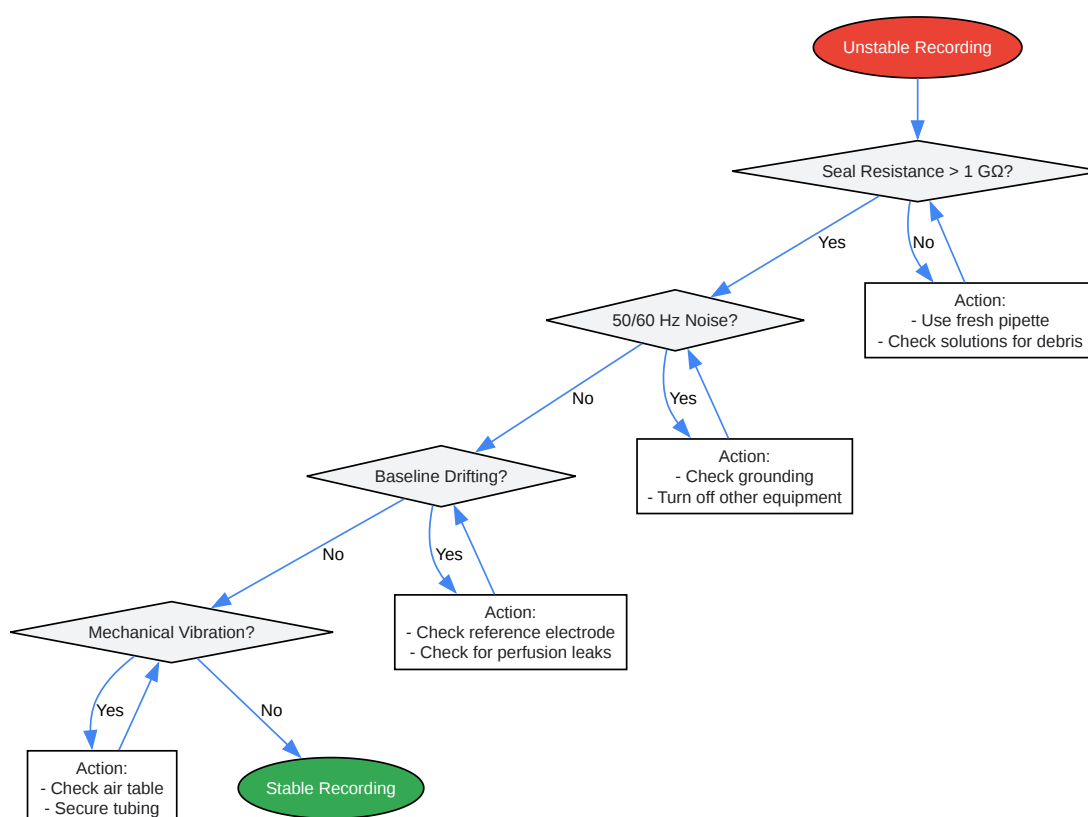 Unstable Recording
Seal Resistance > 1 GΩ?
Yes
No
Action:
- Use fresh pipette
- Check solutions for debris
50/60 Hz Noise?
No
Yes
Action:
- Check grounding
- Turn off other equipment
Baseline Drifting?
No
Yes
Action:
- Check reference electrode
- Check for perfusion leaks
Mechanical Vibration?
Yes
No
Action:
- Check air table
- Secure tubing
Stable Recording